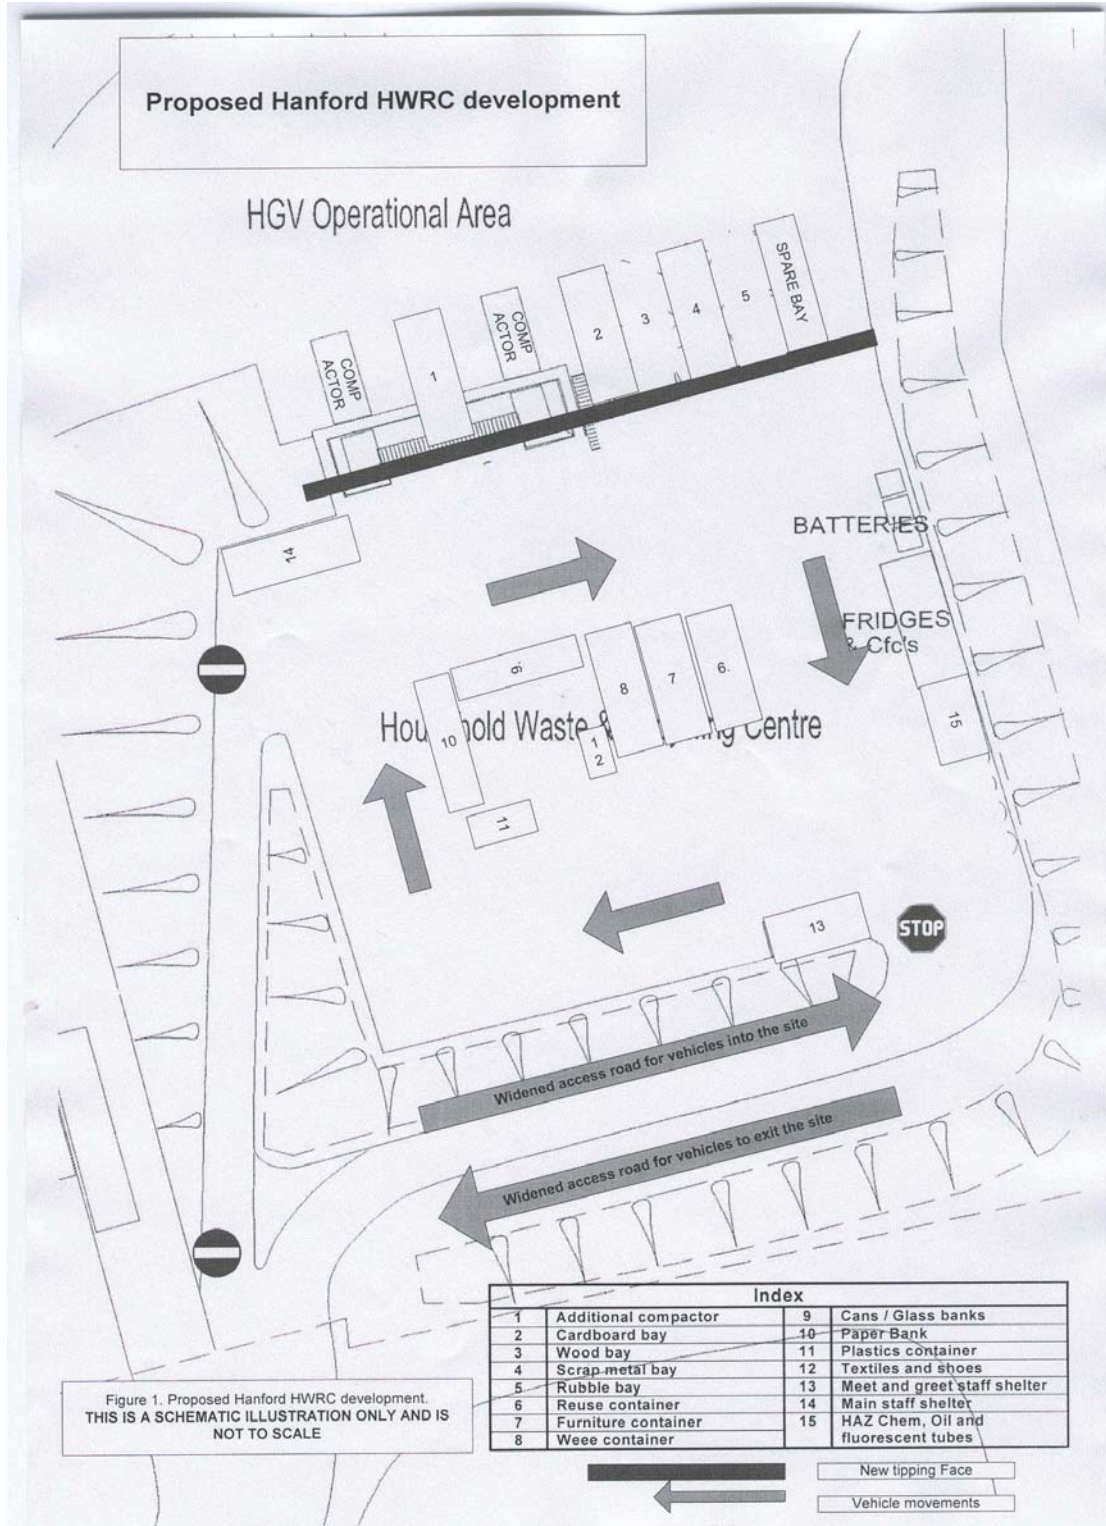 Proposed Hanford HWRC development
HGV Operational Area
COMP
ACTOR
1
COMP
ACTOR
2
3
4
5
SPARE BAY
14
BATTERIES
FRIDGES
& Cfc's
15
9.
8
7
6.
10
1
2
11
Household Waste & Centre
13
STOP
Widened access road for vehicles into the site
Widened access road for vehicles to exit the site
Index
1 Additional compactor 9 Cans / Glass banks
2 Cardboard bay 10 Paper Bank
3 Wood bay 11 Plastics container
4 Scrap metal bay 12 Textiles and shoes
5 Rubble bay 13 Meet and greet staff shelter
6 Reuse container 14 Main staff shelter
7 Furniture container 15 HAZ Chem, Oil and
8 Weee container fluorescent tubes
Figure 1. Proposed Hanford HWRC development.
THIS IS A SCHEMATIC ILLUSTRATION ONLY AND IS
NOT TO SCALE
New tipping Face
Vehicle movements